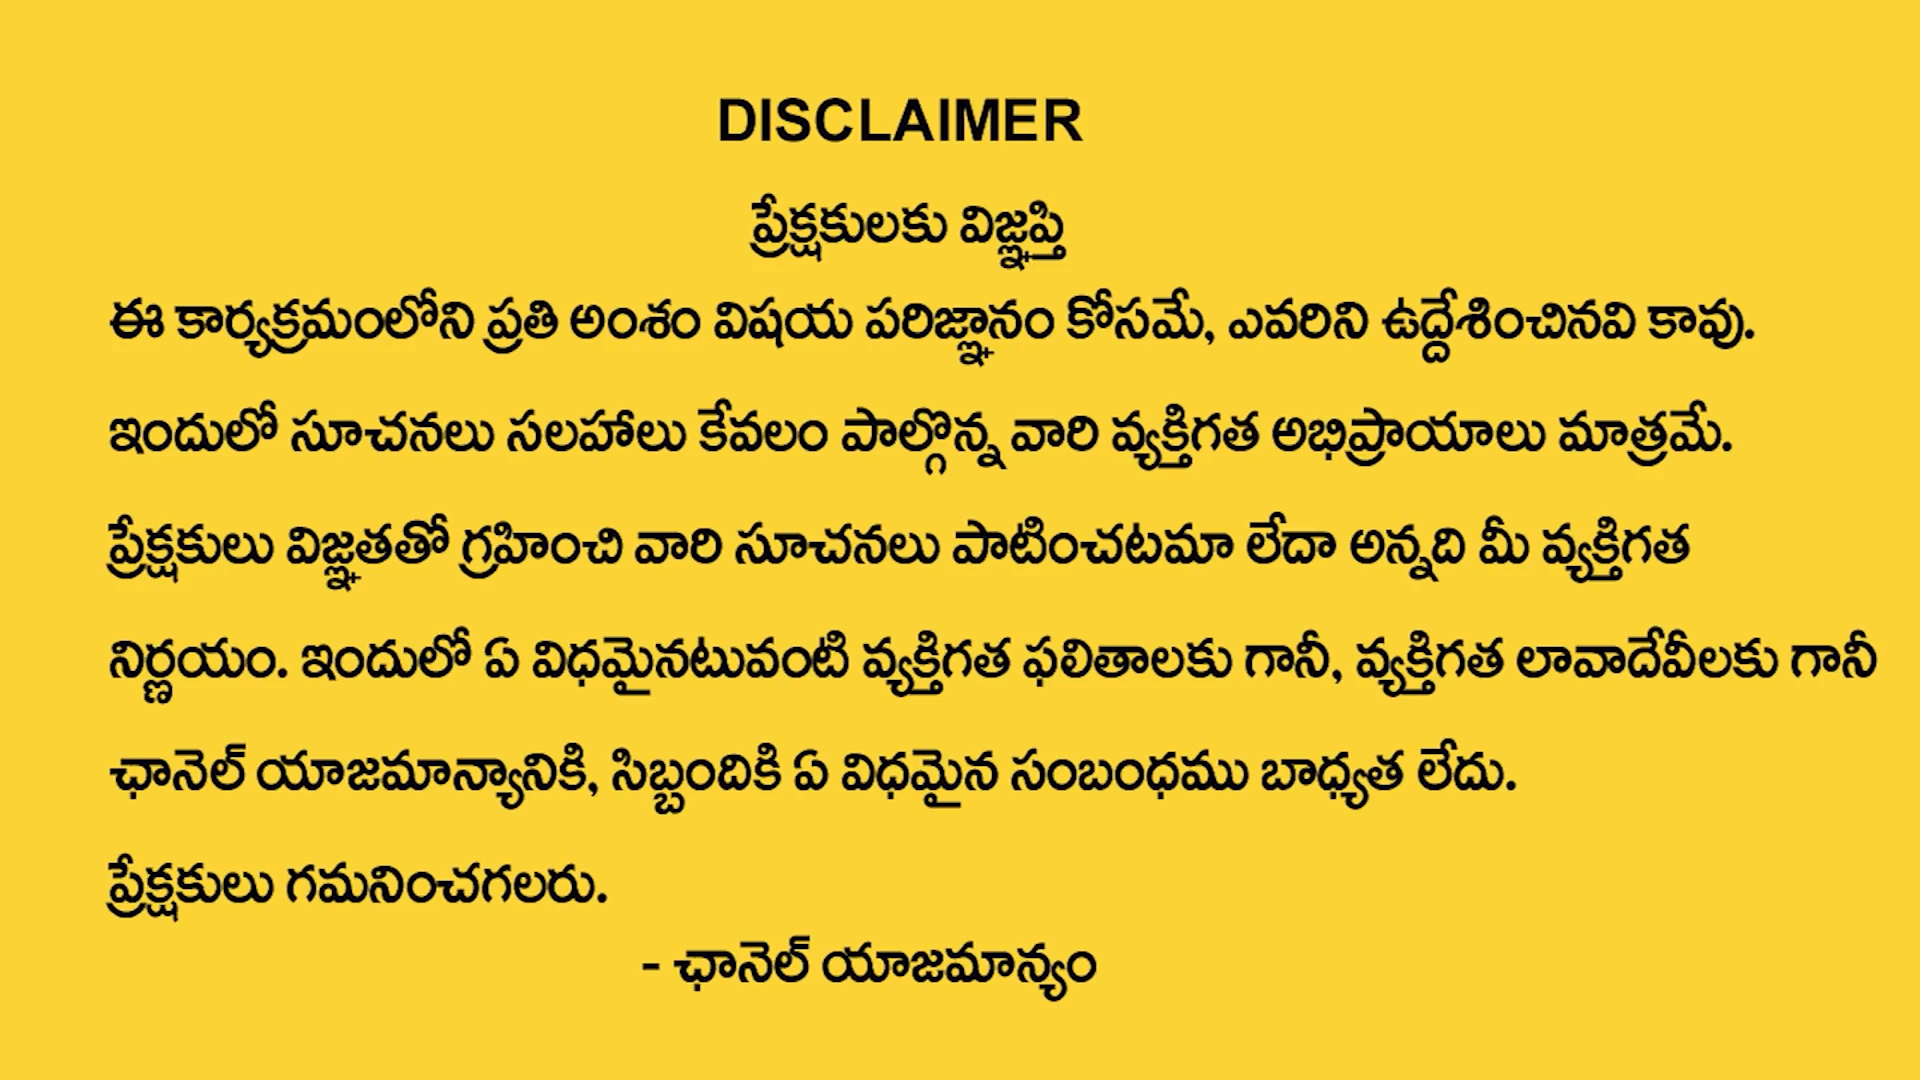 DISCLAIMER
ప్రేక్షకులకు విజ్ఞప్తి
ఈ కార్యక్రమంలోని ప్రతి అంశం విషయ పరిజ్ఞానం కోసమే, ఎవరిని ఉద్దేశించినవి కావు.
ఇందులో సూచనలు సలహాలు కేవలం పాల్గొన్న వారి వ్యక్తిగత అభిప్రాయాలు మాత్రమే.
ప్రేక్షకులు విజ్ఞతతో గ్రహించి వారి సూచనలు పాటించటమా లేదా అన్నది మీ వ్యక్తిగత
నిర్ణయం. ఇందులో ఏ విధమైనటువంటి వ్యక్తిగత ఫలితాలకు గానీ, వ్యక్తిగత లావాదేవీలకు గానీ
ఛానెల్ యాజమాన్యానికి, సిబ్బందికి ఏ విధమైన సంబంధము బాధ్యత లేదు.
ప్రేక్షకులు గమనించగలరు.
- ఛానెల్ యాజమాన్యం